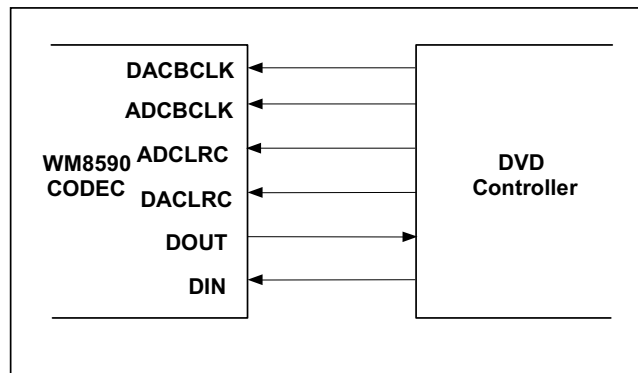 DACBCLK
ADCBCLK
ADCLRC
WM8590
CODEC
DACLRC
DOUT
DIN
DVD
Controller